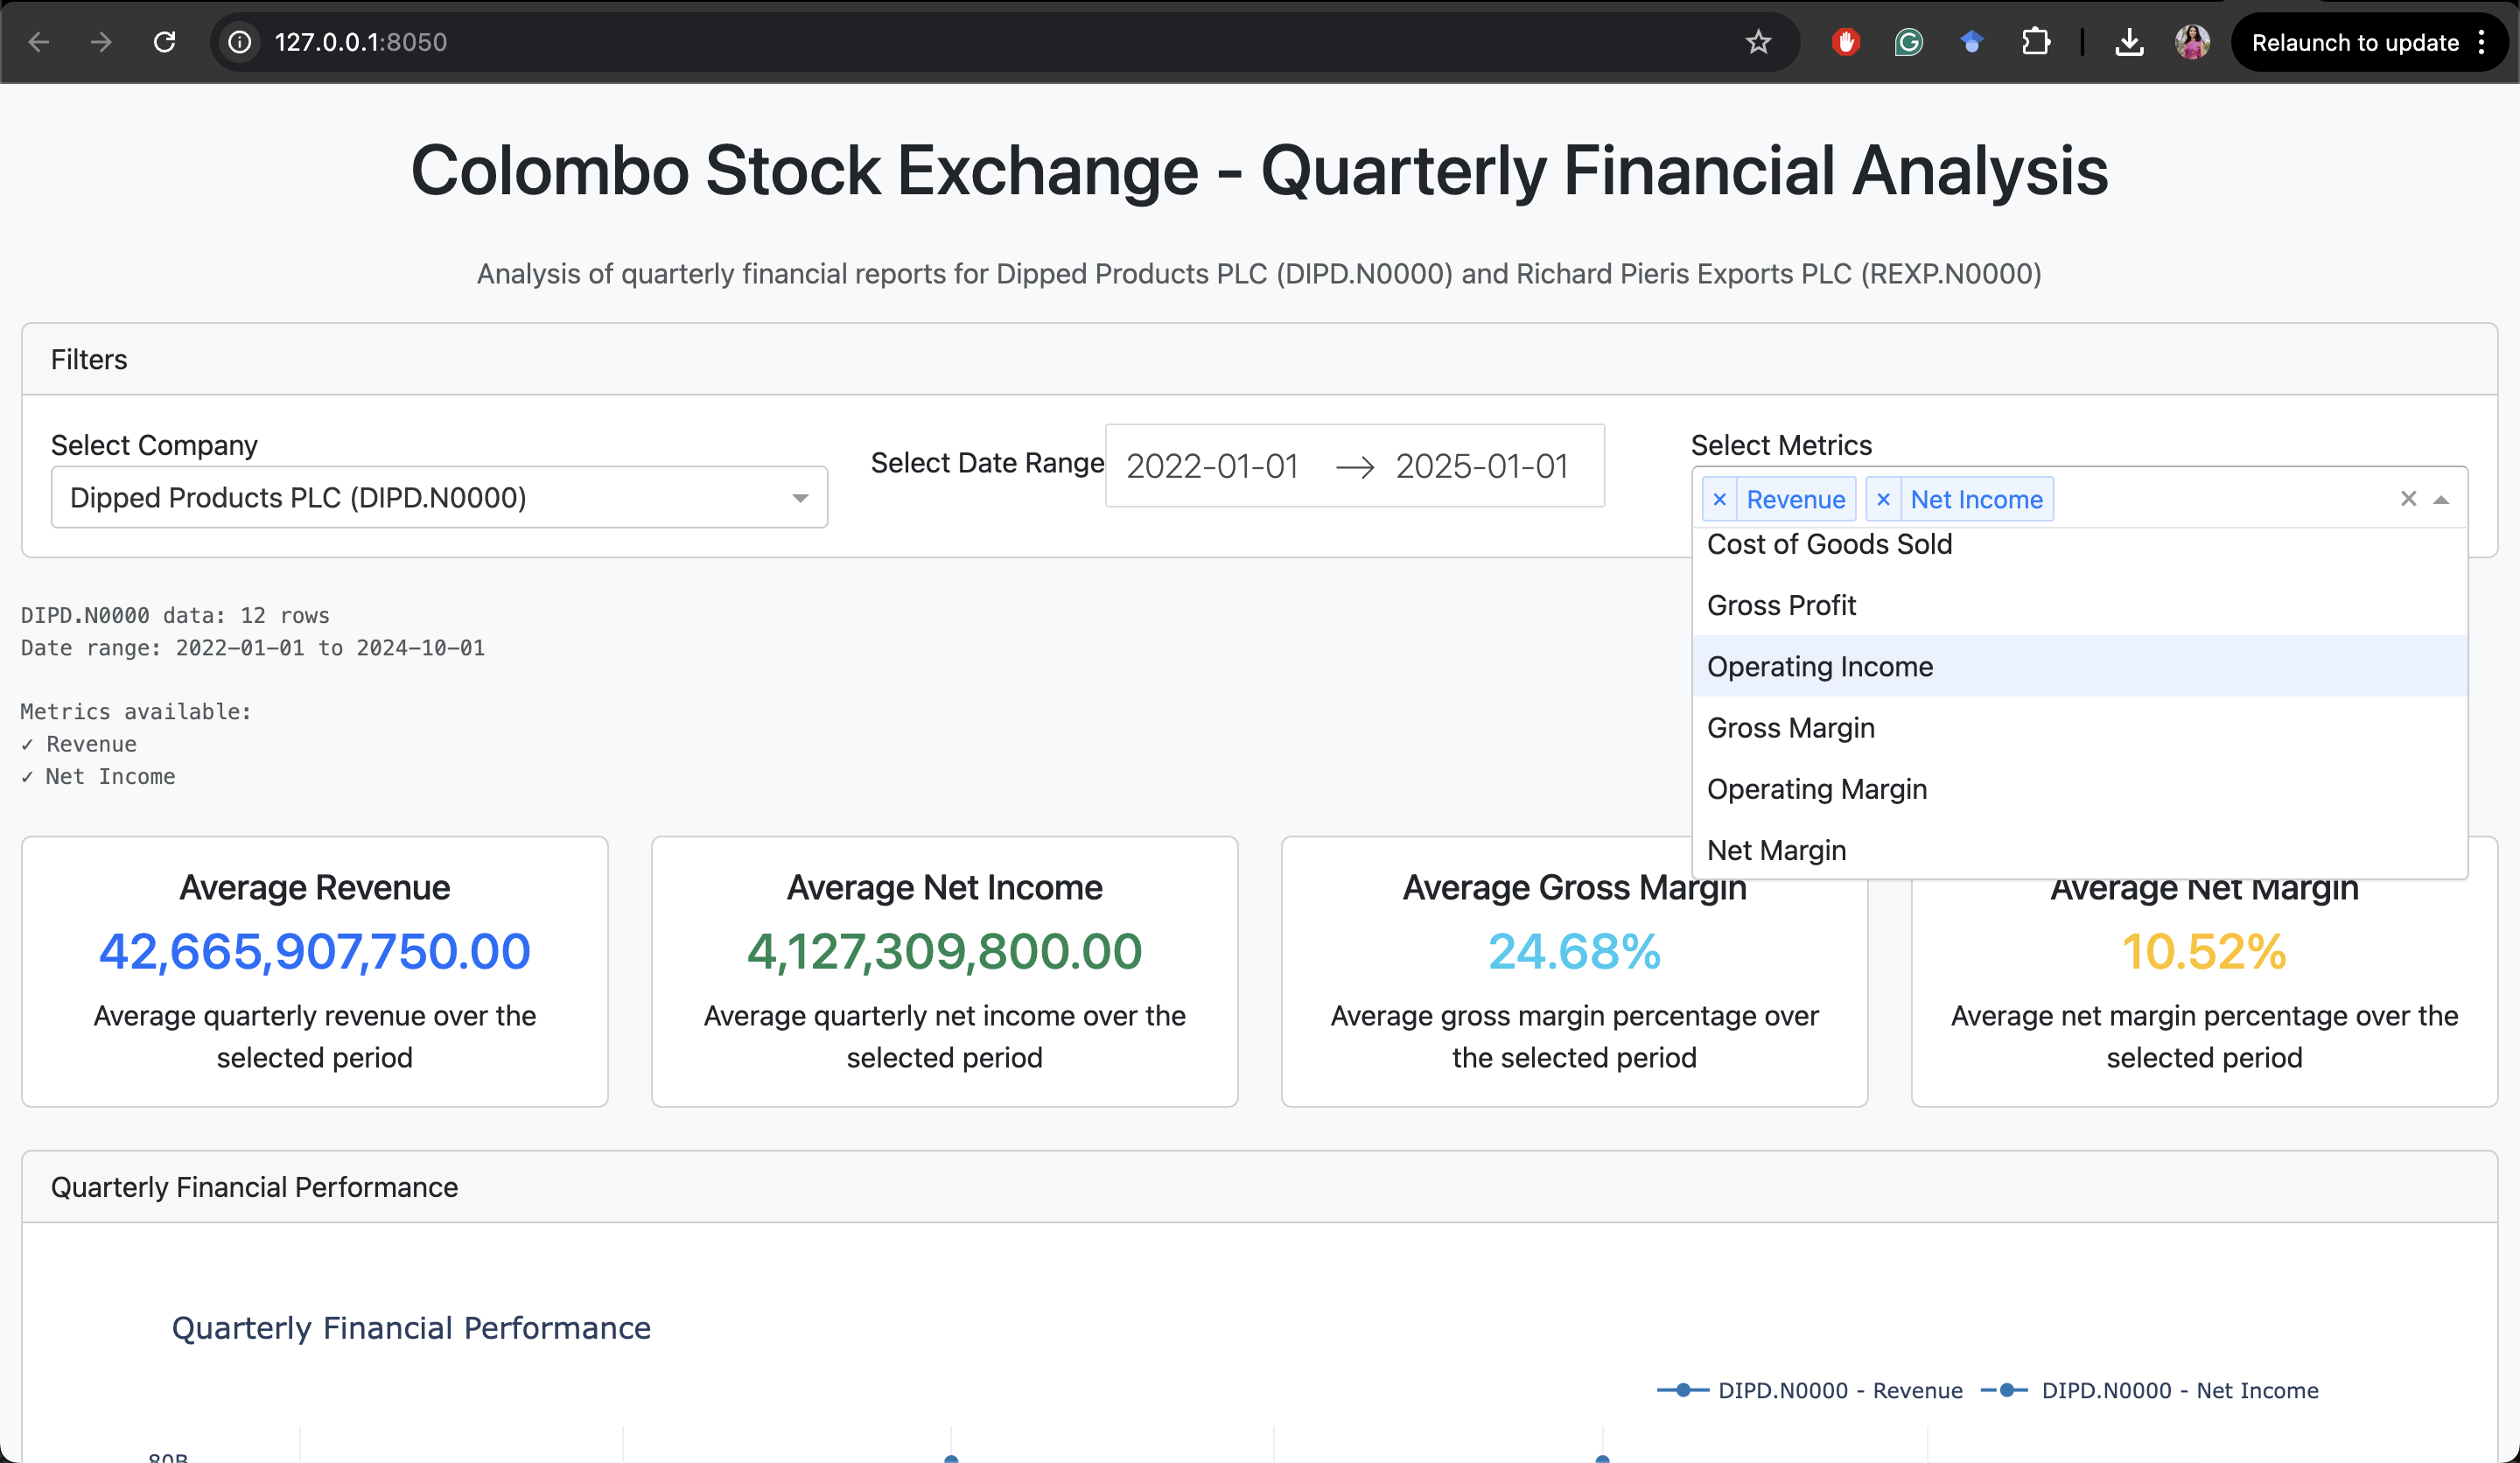 127.0.0.1:8050
Relaunch to update
Colombo Stock Exchange - Quarterly Financial Analysis
Analysis of quarterly financial reports for Dipped Products PLC (DIPD.N0000) and Richard Pieris Exports PLC (REXP.N0000)
Filters
Select Company
Dipped Products PLC (DIPD.N0000)
Select Date Range
2022-01-01 → 2025-01-01
Select Metrics
× Revenue × Net Income
Cost of Goods Sold
Gross Profit
Operating Income
Gross Margin
Operating Margin
Net Margin
DIPD.N0000 data: 12 rows
Date range: 2022-01-01 to 2024-10-01
Metrics available:
✓ Revenue
✓ Net Income
Average Revenue
42,665,907,750.00
Average quarterly revenue over the
selected period
Average Net Income
4,127,309,800.00
Average quarterly net income over the
selected period
Average Gross Margin
24.68%
Average gross margin percentage over
the selected period
Average Net Margin
10.52%
Average net margin percentage over the
selected period
Quarterly Financial Performance
Quarterly Financial Performance
DIPD.N0000 - Revenue
DIPD.N0000 - Net Income
80B